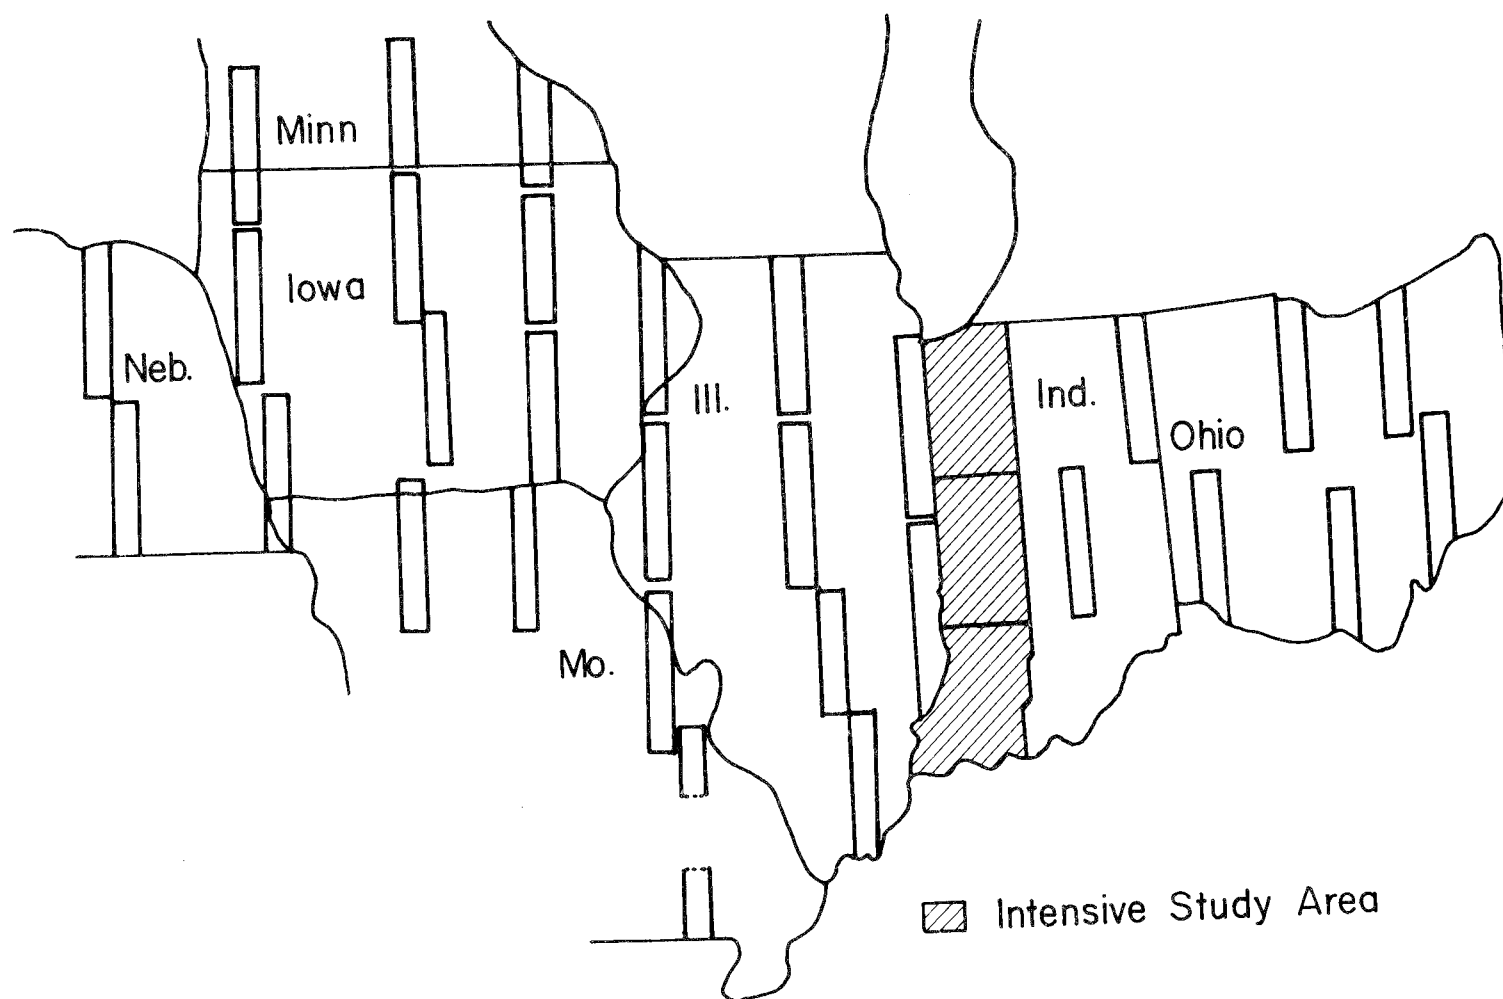 Minn
Iowa
Neb.
Ill.
Ind.
Ohio
Mo.
Intensive Study Area